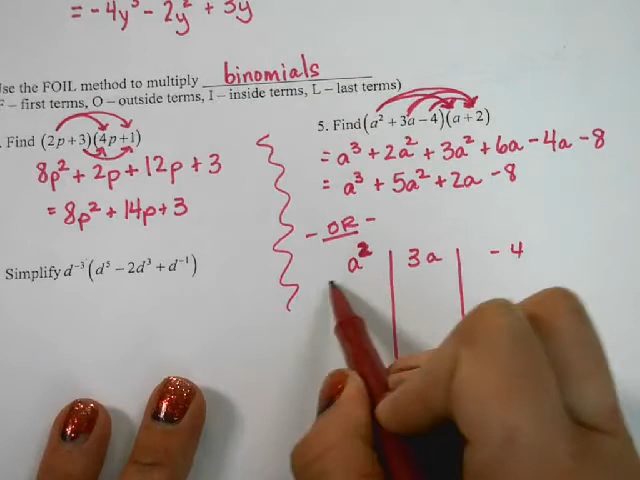 = -4y³ - 2y² + 3y
Use the FOIL method to multiply binomials
F – first terms, O – outside terms, I – inside terms, L – last terms)
. Find (2p + 3)(4p + 1)
8p² + 2p + 12p + 3
= 8p² + 14p + 3
Simplify d⁻³(d⁵ − 2d³ + d⁻¹)
5. Find (a² + 3a − 4)(a + 2)
= a³ + 2a² + 3a² + 6a - 4a - 8
= a³ + 5a² + 2a - 8
- OR -
a² | 3a | - 4